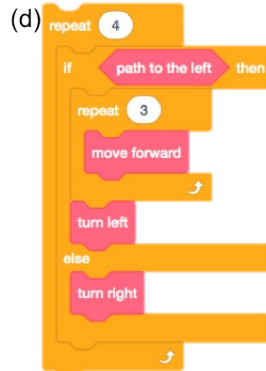 (d)
repeat 4
if path to the left then
repeat 3
move forward
turn left
else
turn right